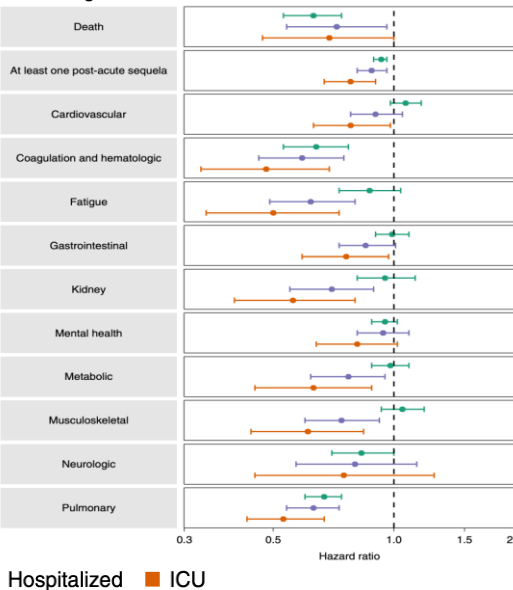 Death
At least one post-acute sequela
Cardiovascular
Coagulation and hematologic
Fatigue
Gastrointestinal
Kidney
Mental health
Metabolic
Musculoskeletal
Neurologic
Pulmonary
0.3 0.5 1.0 1.5
Hazard ratio
Hospitalized ICU